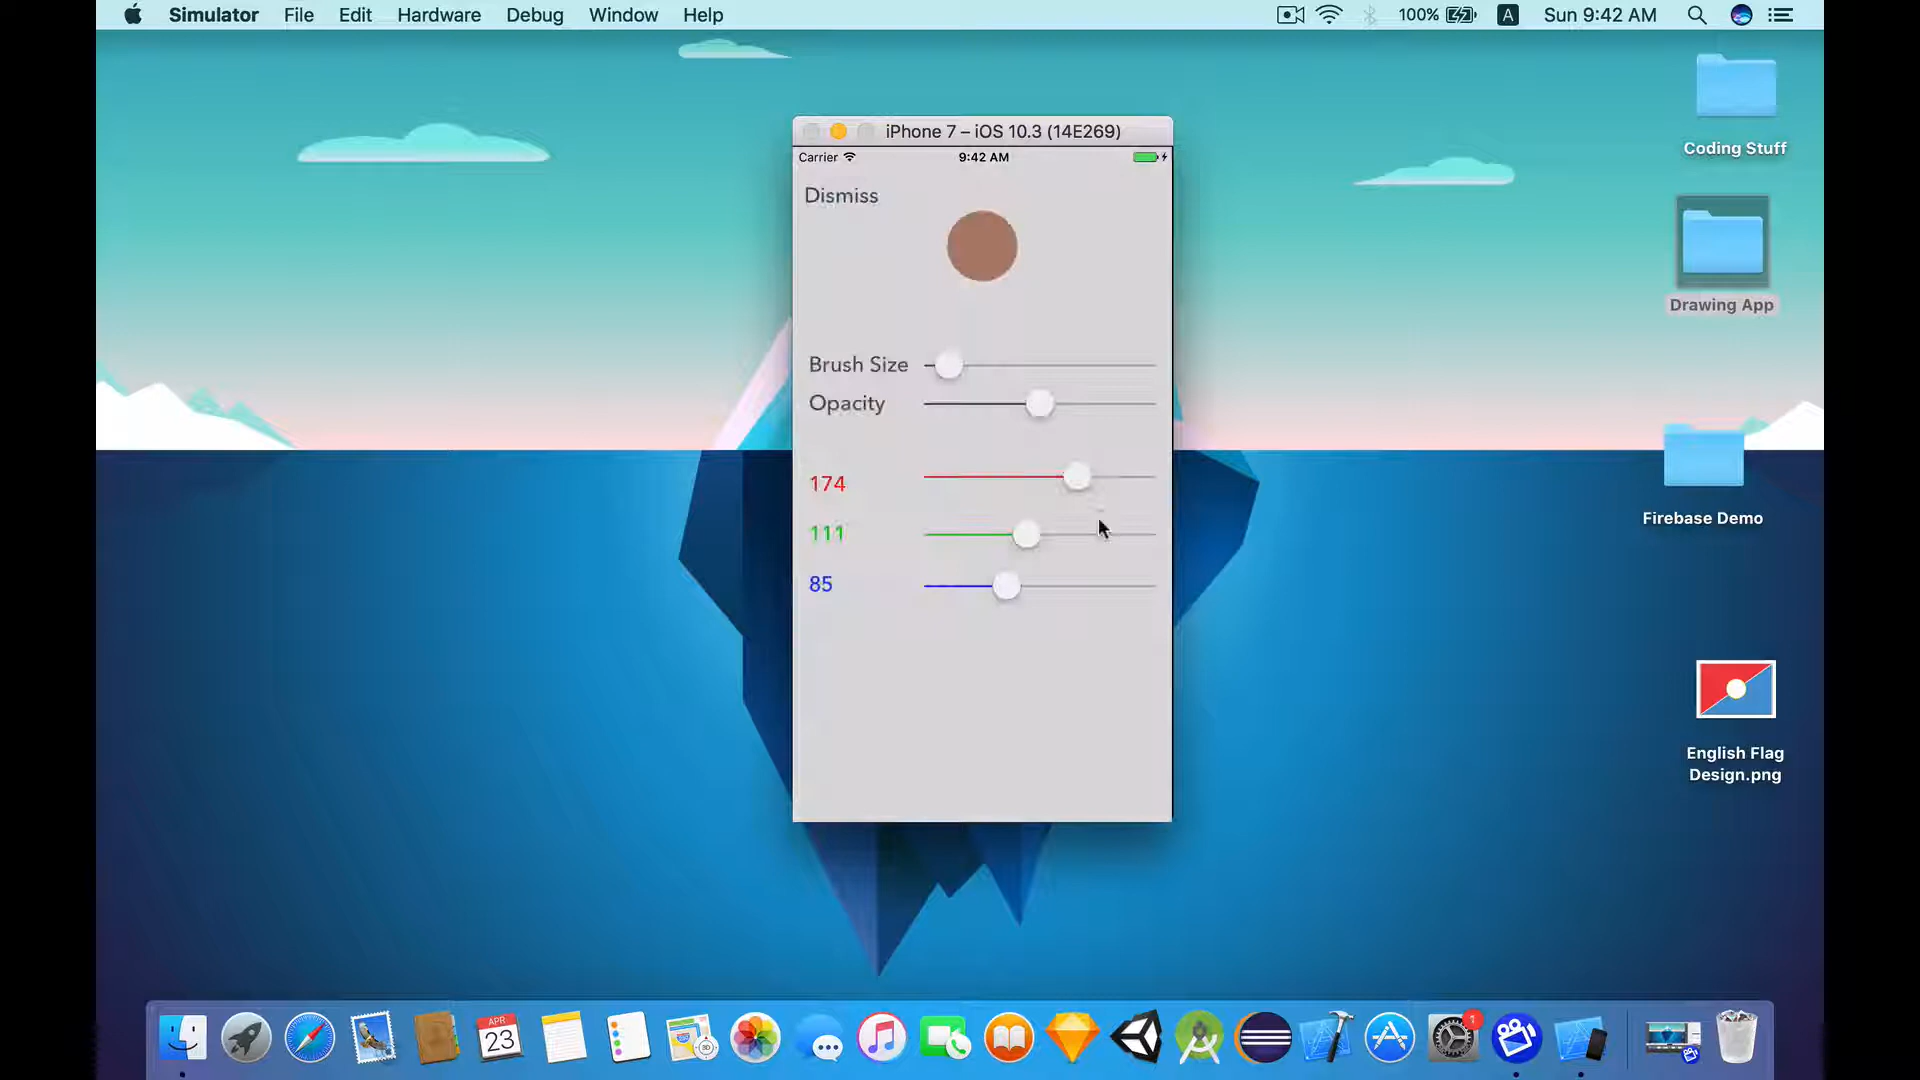 Simulator File Edit Hardware Debug Window Help 100% A Sun 9:42 AM
iPhone 7 – iOS 10.3 (14E269)
Carrier 9:42 AM
Dismiss
Brush Size
Opacity
174
111
85
Coding Stuff
Drawing App
Firebase Demo
English Flag
Design.png
APR
23
3D
1